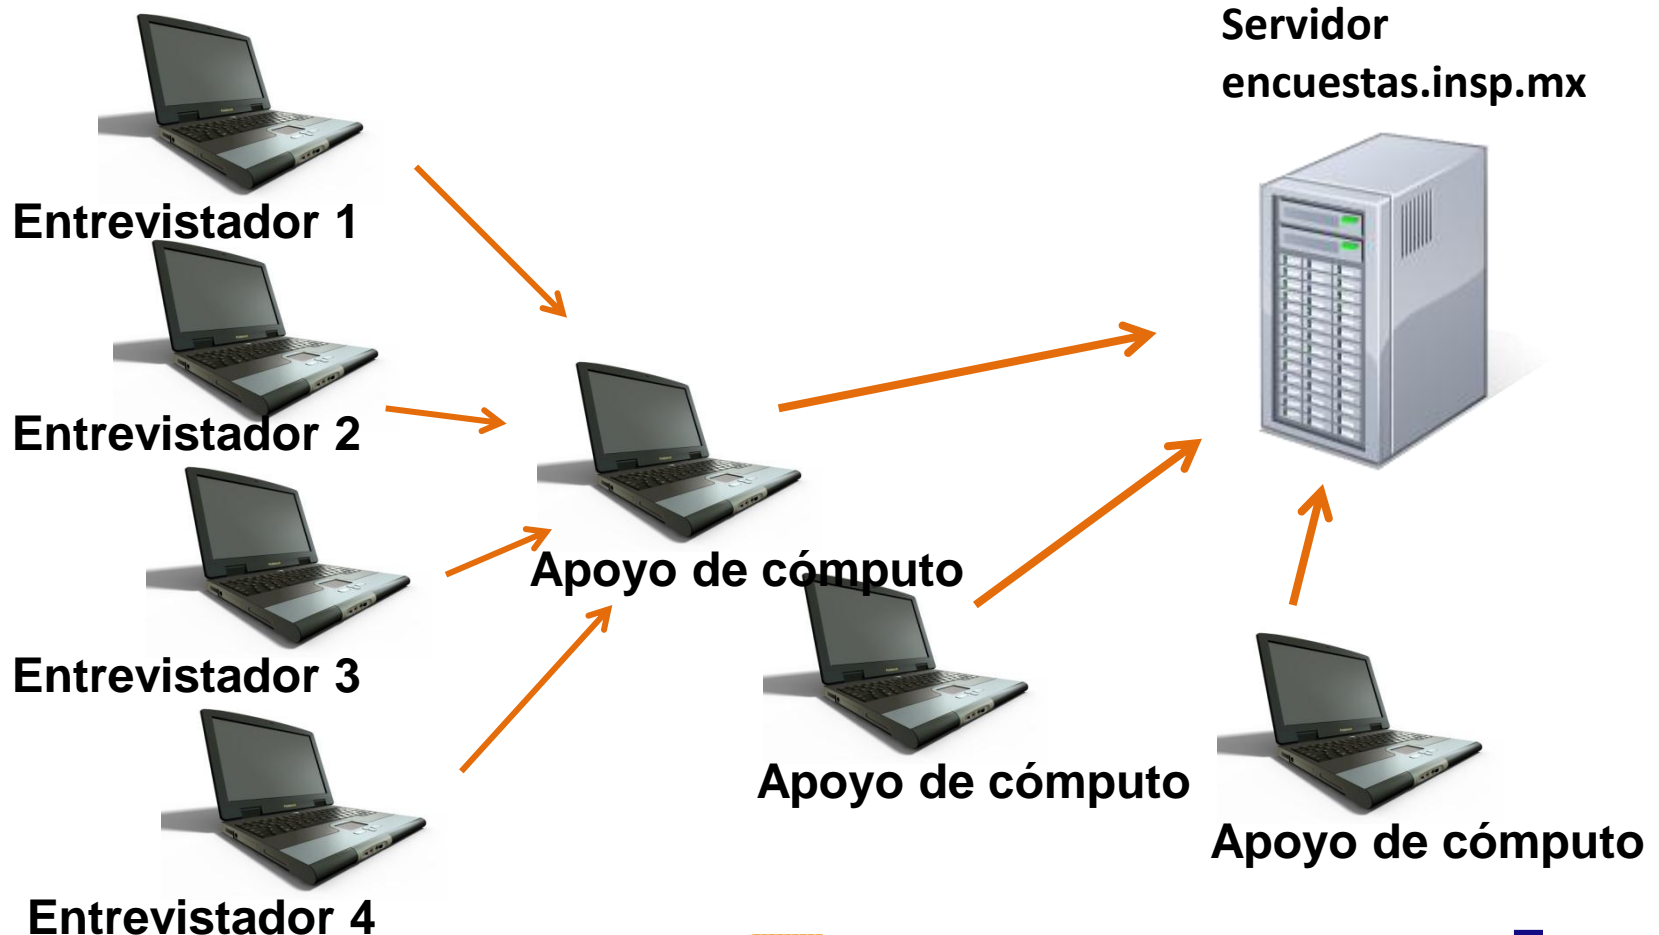 Servidor
encuestas.insp.mx
Entrevistador 1
Entrevistador 2
Apoyo de cómputo
Entrevistador 3
Apoyo de cómputo
Apoyo de cómputo
Entrevistador 4